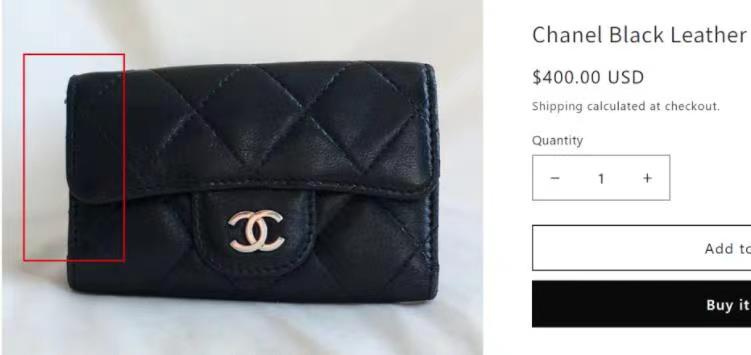 Chanel Black Leather
$400.00 USD
Shipping calculated at checkout.
Quantity
− 1 +
Add to
Buy it